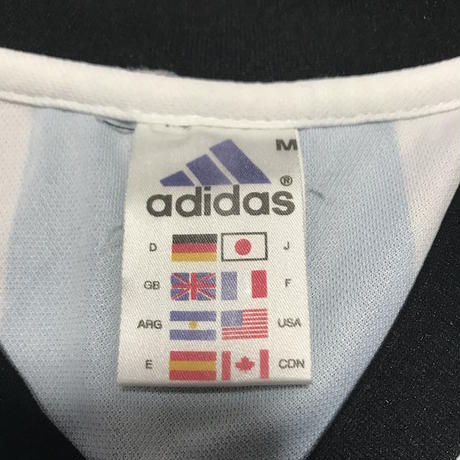 M
adidas®
D J
GB F
ARG USA
E CDN